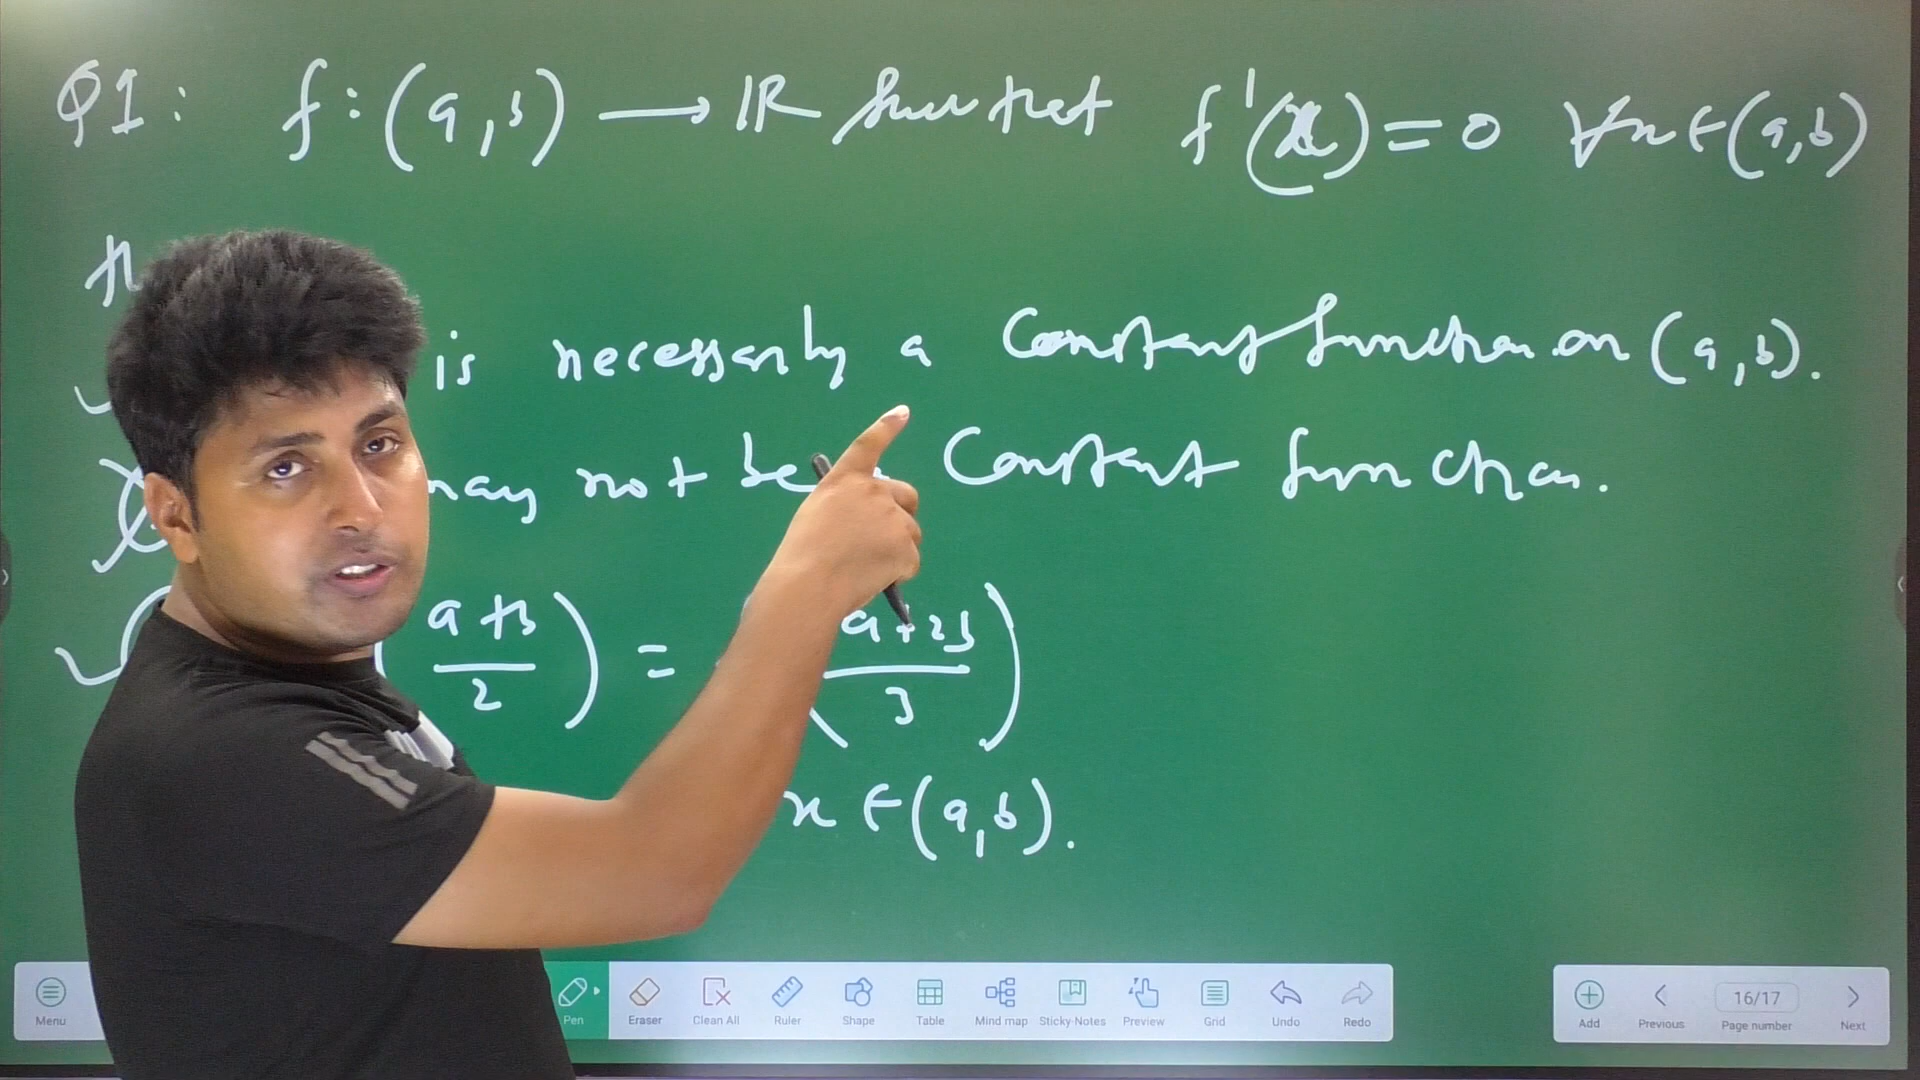 Q1: f: (a,b) → IR such that f'(x) = 0 ∀ x ∈ (a,b)
is necessarily a Constant function on (a,b).
may not be a Constant function.
(a+b/2) = (a+2b/3)
x ∈ (a,b).
Menu Pen Eraser Clean All Ruler Shape Table Mind map Sticky-Notes Preview Grid Undo Redo Add Previous 16/17 Page number Next